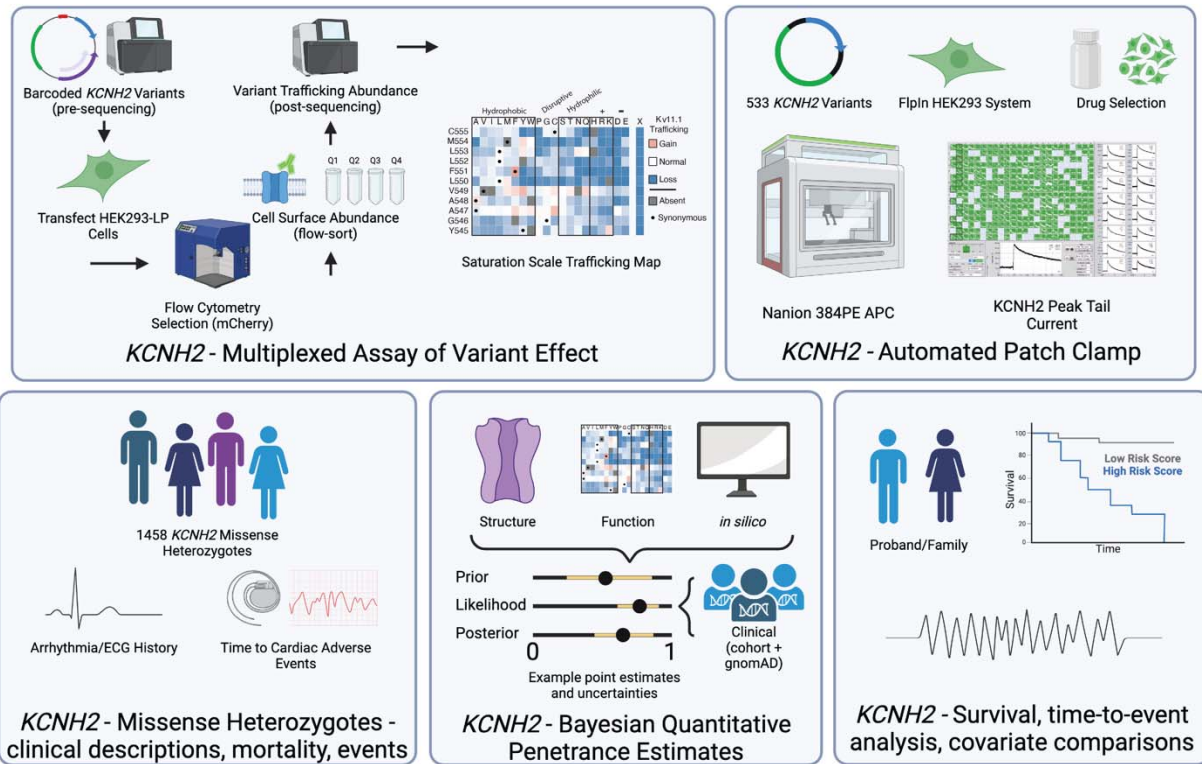 Barcoded KCNH2 Variants
(pre-sequencing)
Transfect HEK293-LP
Cells
Flow Cytometry
Selection (mCherry)
Variant Trafficking Abundance
(post-sequencing)
Q1 Q2 Q3 Q4
Cell Surface Abundance
(flow-sort)
Hydrophobic Disruptive Hydrophilic + -
A V I L M F Y W P G C S T N Q H R K D E X
C555
M554
L553
L552
F551
L550
V549
A548
A547
G546
Y545
Kv11.1
Trafficking
Gain
Normal
Loss
Absent
Synonymous
Saturation Scale Trafficking Map
KCNH2 - Multiplexed Assay of Variant Effect
533 KCNH2 Variants
FlpIn HEK293 System
Drug Selection
Nanion 384PE APC
KCNH2 Peak Tail
Current
KCNH2 - Automated Patch Clamp
1458 KCNH2 Missense
Heterozygotes
Arrhythmia/ECG History
Time to Cardiac Adverse
Events
KCNH2 - Missense Heterozygotes -
clinical descriptions, mortality, events
Structure
A V I L M F Y W P G C S T N Q H R K D E
Function
in silico
Prior
Likelihood
Posterior
0 1
Example point estimates
and uncertainties
Clinical
(cohort +
gnomAD)
KCNH2 - Bayesian Quantitative
Penetrance Estimates
Proband/Family
100
80
60
40
20
0
Survival
Low Risk Score
High Risk Score
Time
KCNH2 - Survival, time-to-event
analysis, covariate comparisons